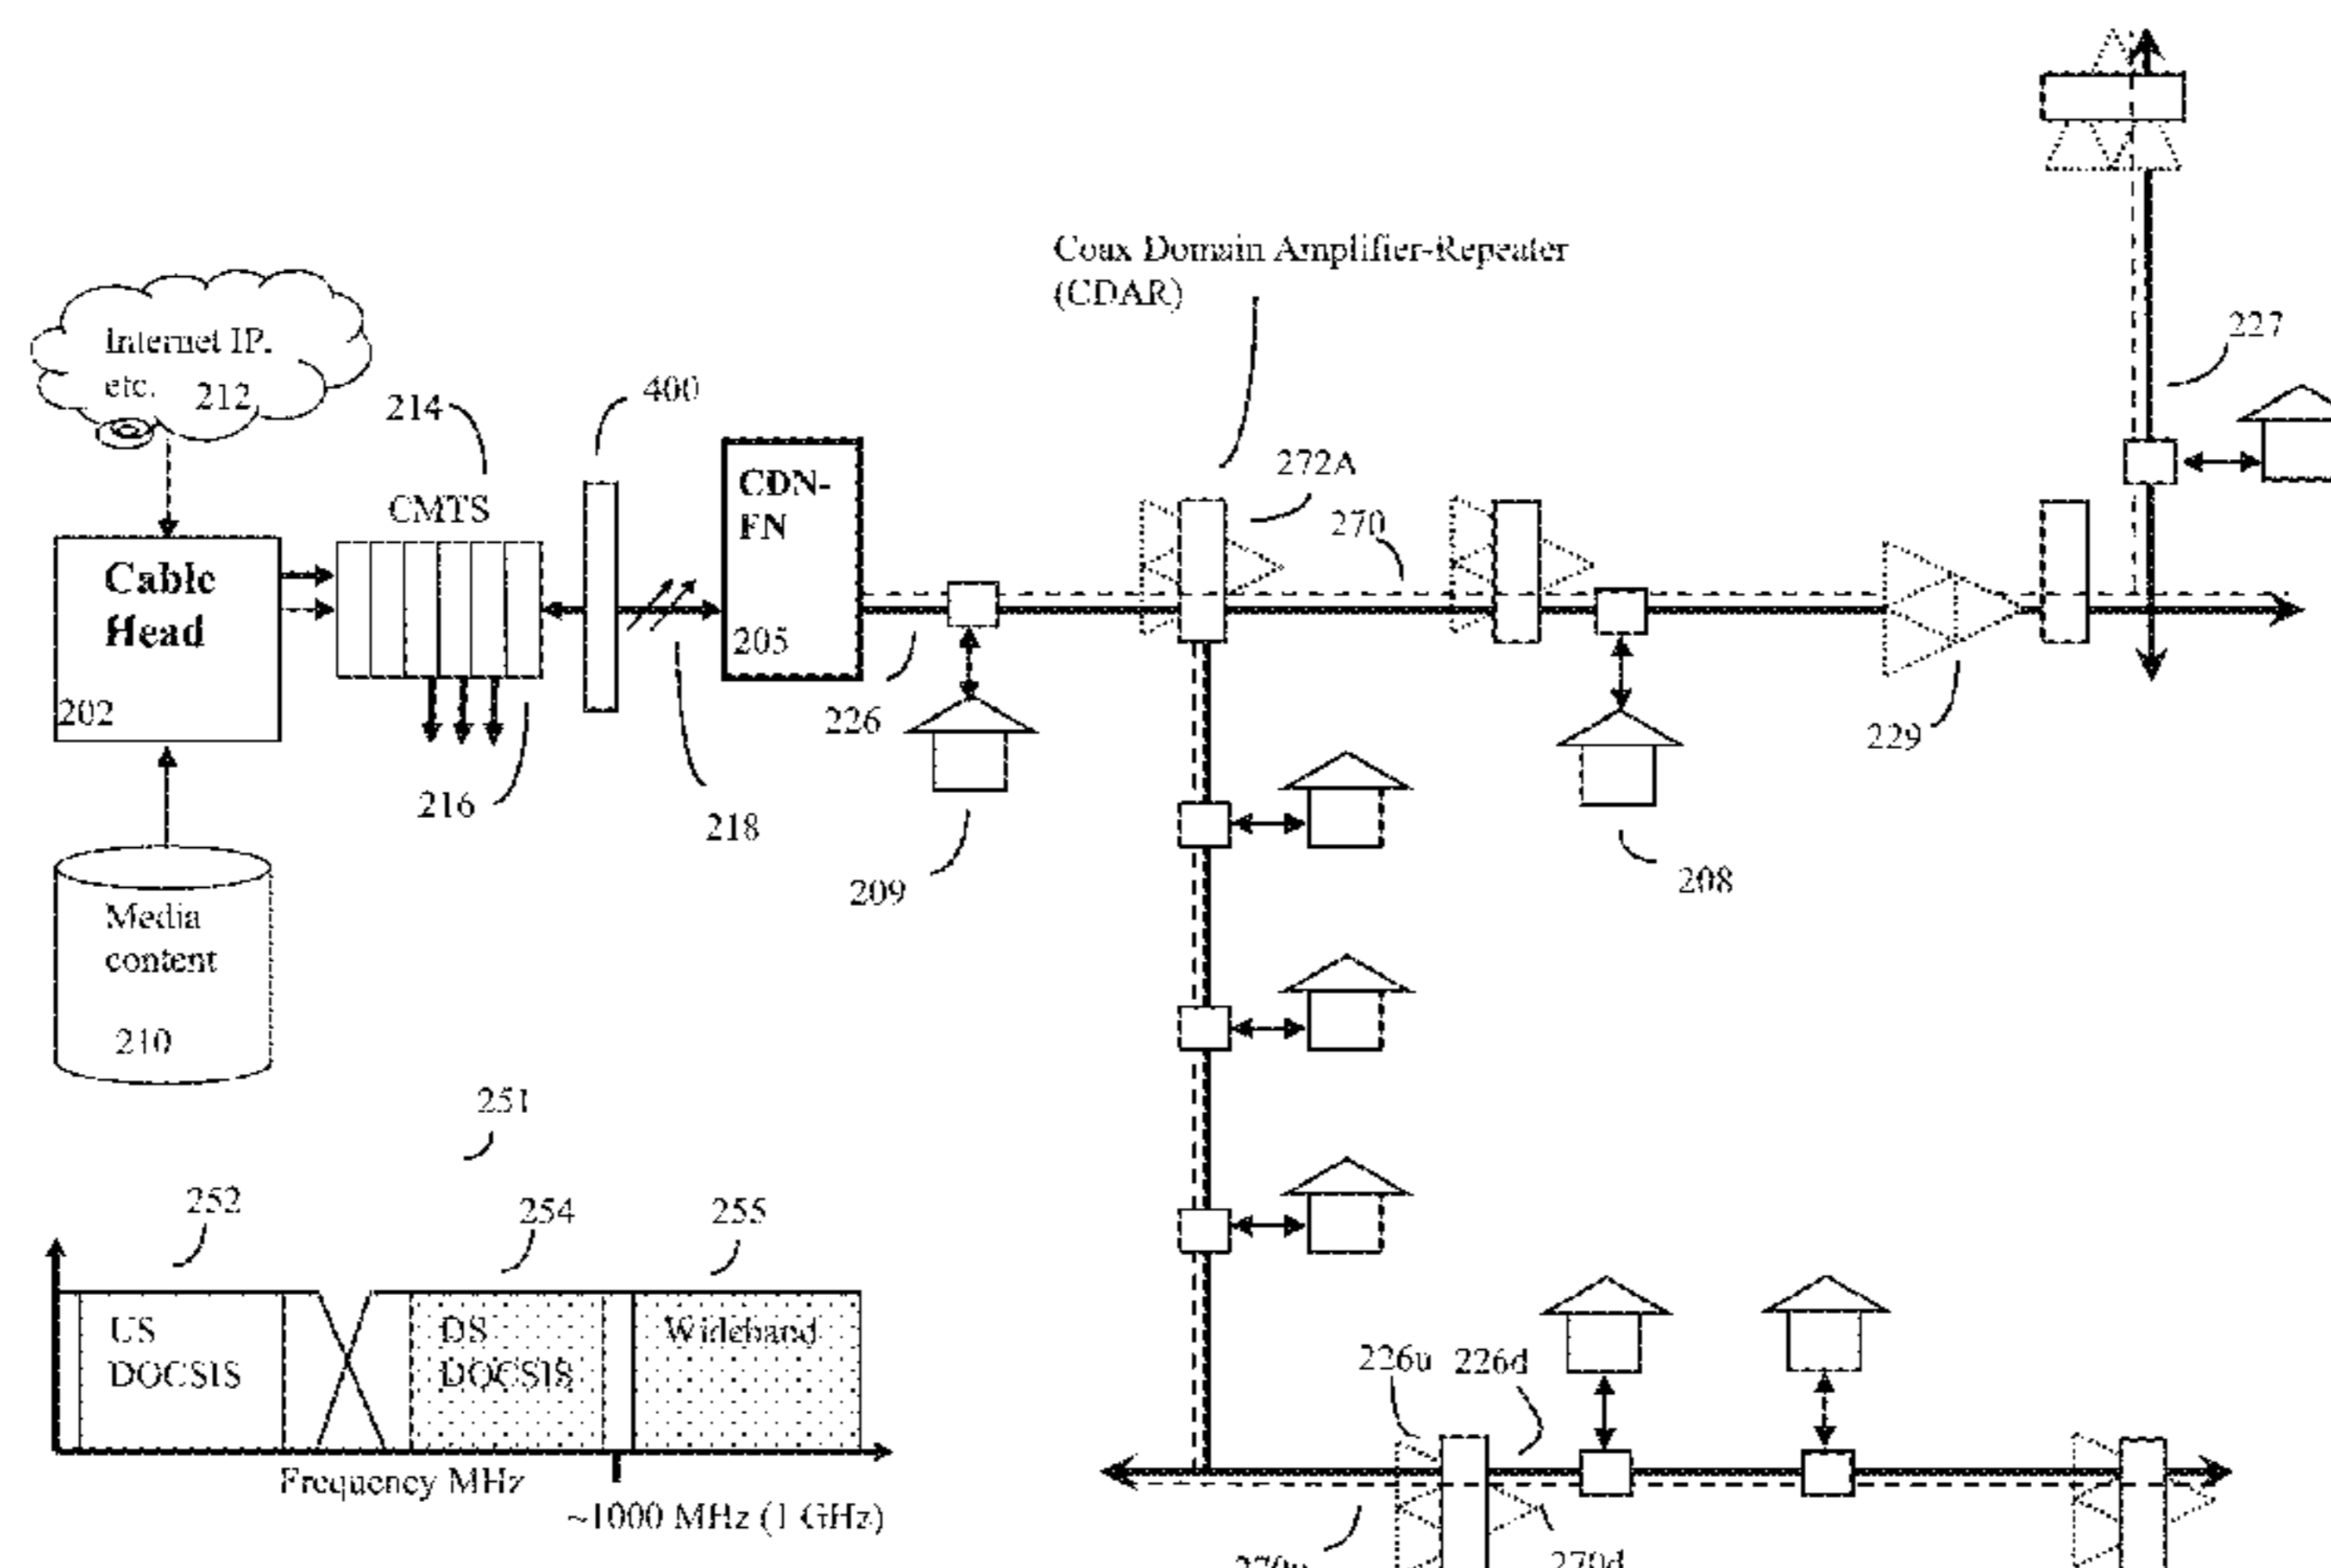 Coax Domain Amplifier-Repeater
(CDAR)
227
Internet IP,
etc. 212
214
400
CMTS
CDN-
FN
205
272A
270
Cable
Head
202
226
229
216
218
209
208
Media
content
210
251
252
254
255
US
DOCSIS
DS
DOCSIS
Wideband
226u 226d
Frequency MHz
~1000 MHz (1 GHz)
270d